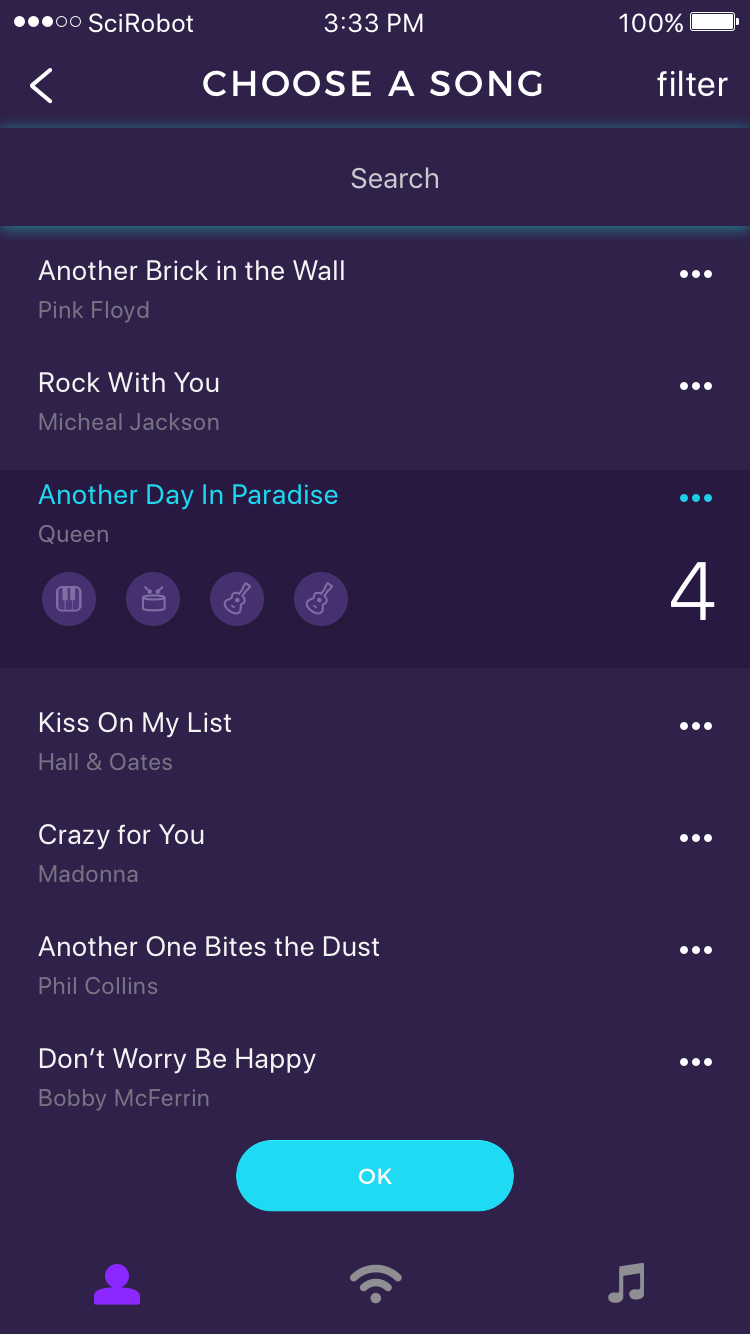 SciRobot 3:33 PM 100%
CHOOSE A SONG filter
Search
Another Brick in the Wall
Pink Floyd
Rock With You
Micheal Jackson
Another Day In Paradise
Queen
4
Kiss On My List
Hall & Oates
Crazy for You
Madonna
Another One Bites the Dust
Phil Collins
Don’t Worry Be Happy
Bobby McFerrin
OK